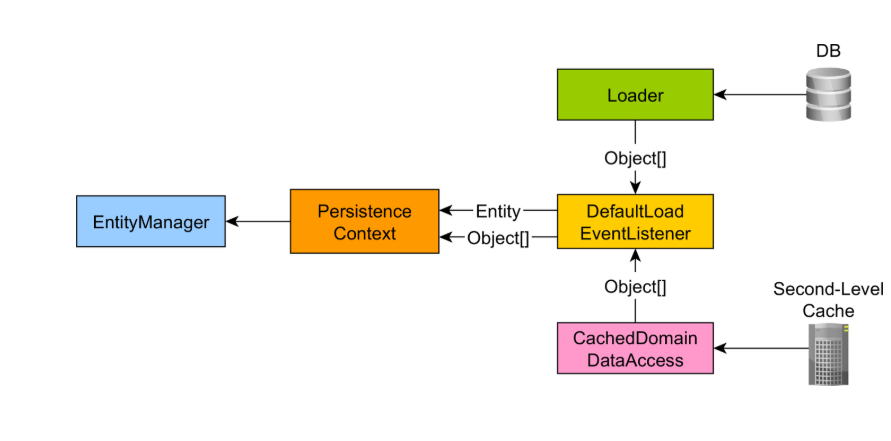 DB
Loader
Object[]
EntityManager
Persistence
Context
Entity
Object[]
DefaultLoad
EventListener
Object[]
Second-Level
Cache
CachedDomain
DataAccess